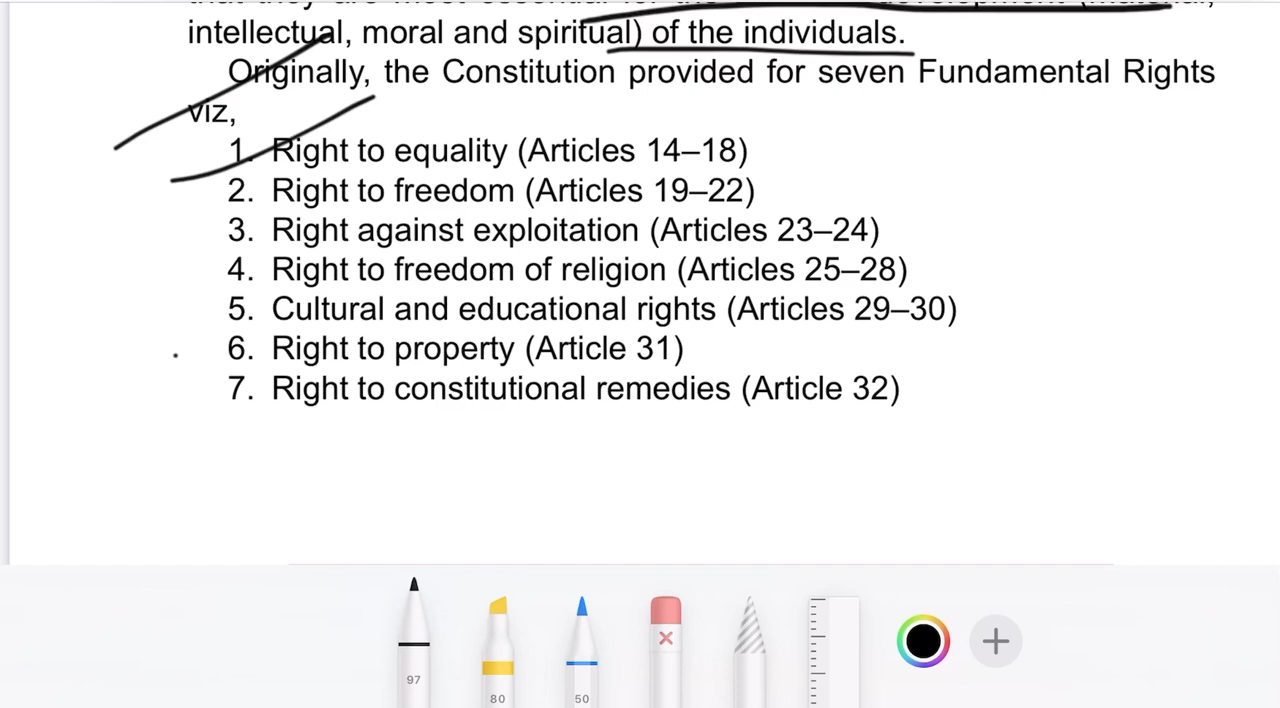 intellectual, moral and spiritual) of the individuals.
Originally, the Constitution provided for seven Fundamental Rights
viz,
1. Right to equality (Articles 14–18)
2. Right to freedom (Articles 19–22)
3. Right against exploitation (Articles 23–24)
4. Right to freedom of religion (Articles 25–28)
5. Cultural and educational rights (Articles 29–30)
6. Right to property (Article 31)
7. Right to constitutional remedies (Article 32)
97
80
50